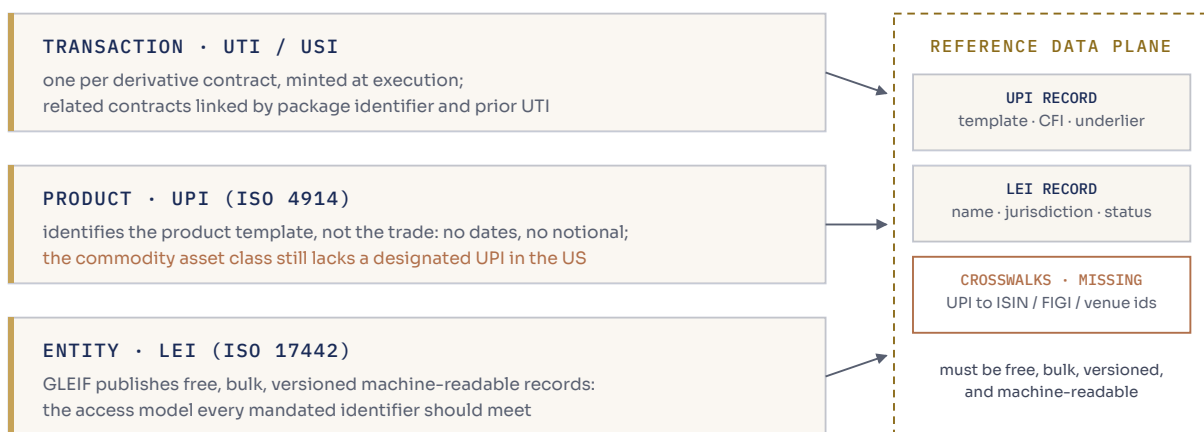 TRANSACTION · UTI / USI
one per derivative contract, minted at execution;
related contracts linked by package identifier and prior UTI
PRODUCT · UPI (ISO 4914)
identifies the product template, not the trade: no dates, no notional;
the commodity asset class still lacks a designated UPI in the US
ENTITY · LEI (ISO 17442)
GLEIF publishes free, bulk, versioned machine-readable records:
the access model every mandated identifier should meet
REFERENCE DATA PLANE
UPI RECORD
template · CFI · underlier
LEI RECORD
name · jurisdiction · status
CROSSWALKS · MISSING
UPI to ISIN / FIGI / venue ids
must be free, bulk, versioned,
and machine-readable